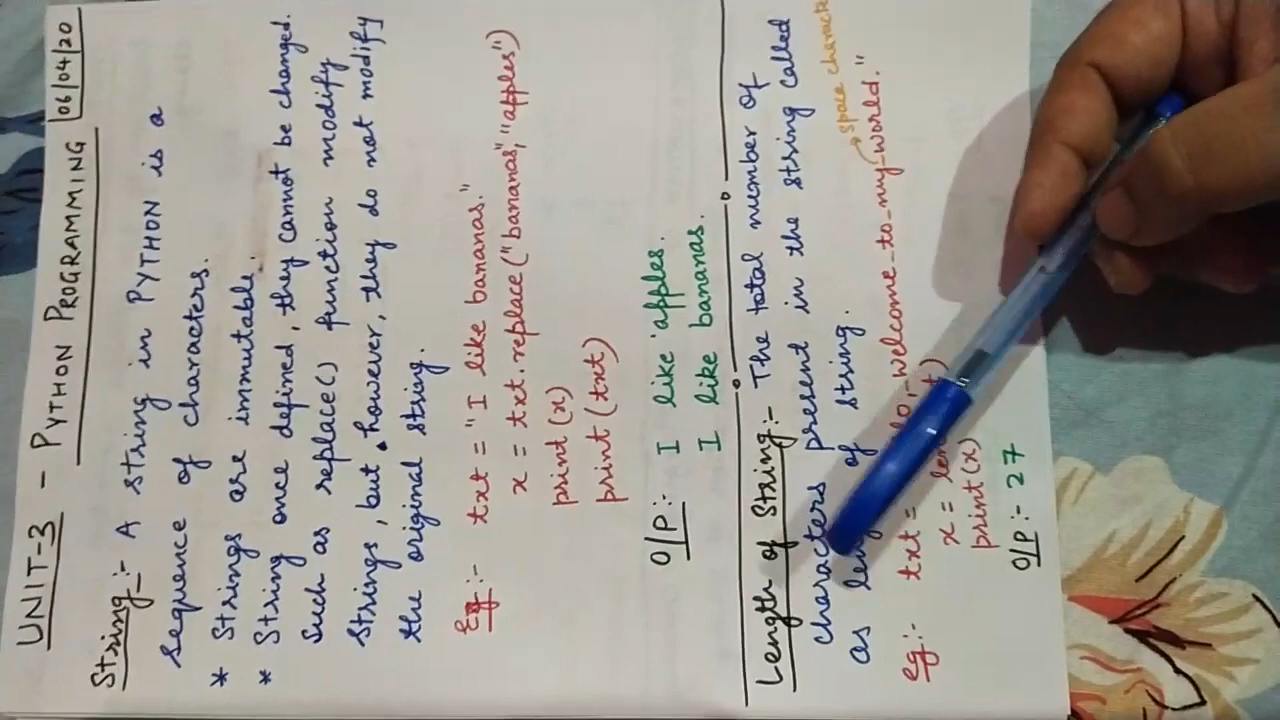 UNIT-3 - PYTHON PROGRAMMING 06/04/20
String:- A string in PYTHON is a
sequence of characters.
* Strings are immutable.
* String once defined, they cannot be changed.
Such as replace() function modify
strings, but however, they do not modify
the original string.
Eg:- txt = "I like bananas."
x = txt.replace("bananas","apples")
print(x)
print(txt)
O/P:- I like apples.
I like bananas.
Length of String:- The total number of
characters present in the string called
as of string.
space
eg:- txt = welcome-to-my-world."
x =
print(x)
O/P:- 27